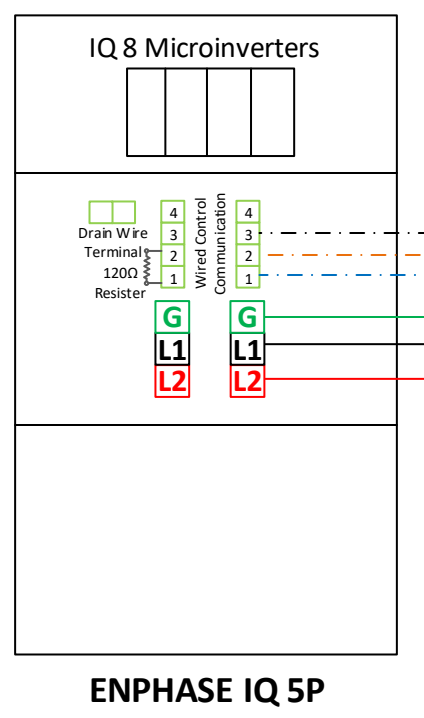 IQ 8 Microinverters
4 4
Drain Wire 3 3
Terminal 2 2
120Ω
Resister 1 1
Wired Control
Communication
G G
L1 L1
L2 L2
ENPHASE IQ 5P